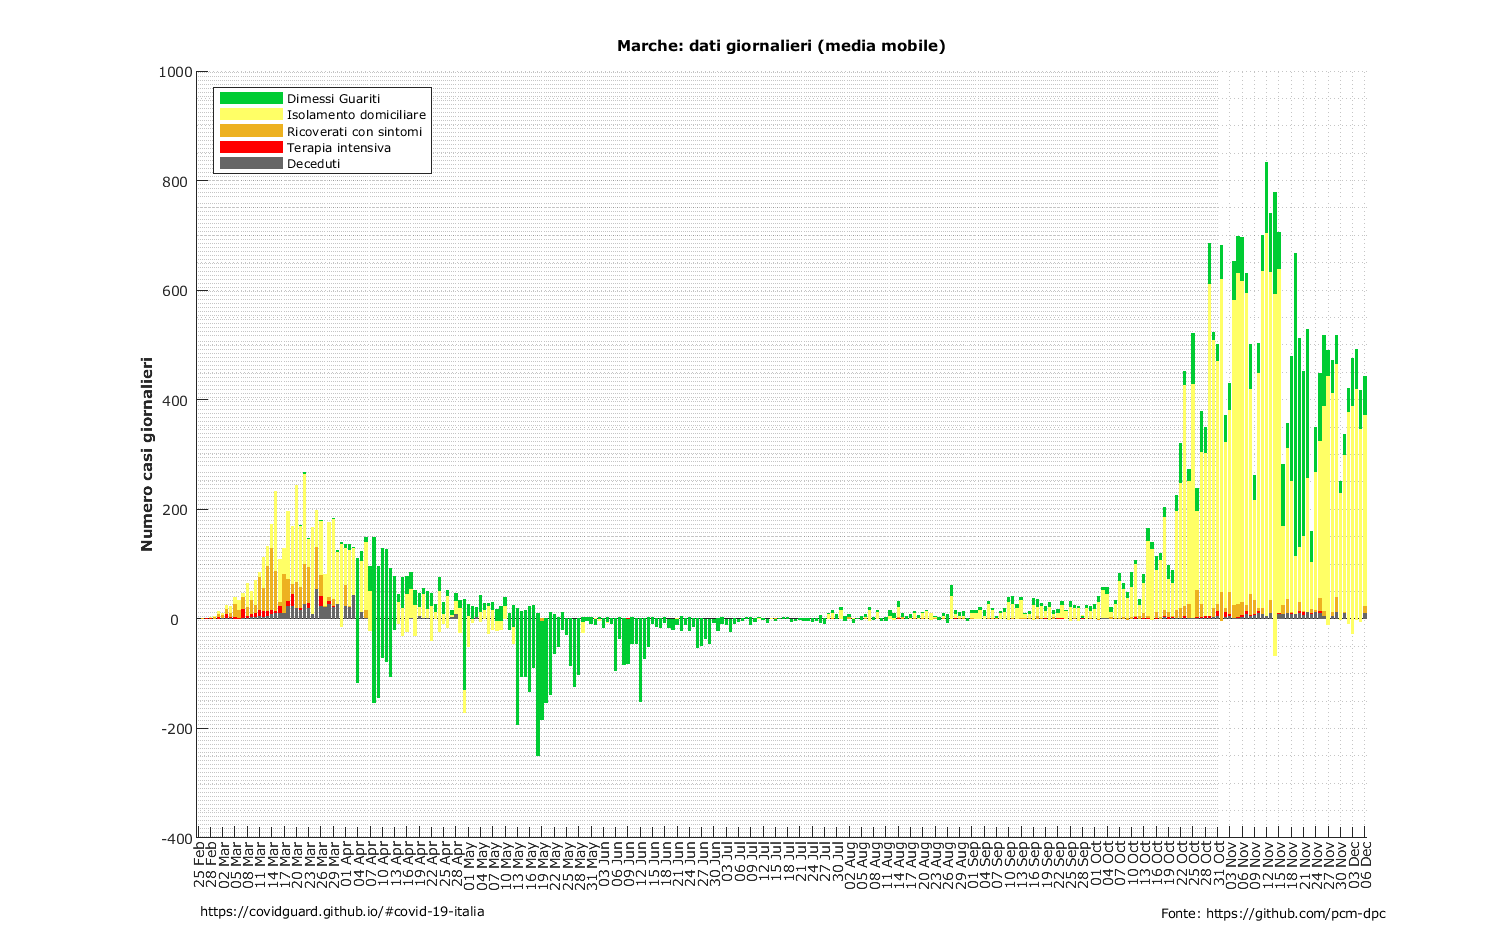 Marche: dati giornalieri (media mobile)
1000
800
600
400
200
0
-200
-400
Numero casi giornalieri
Dimessi Guariti
Isolamento domiciliare
Ricoverati con sintomi
Terapia intensiva
Deceduti
25 Feb
28 Feb
02 Mar
05 Mar
08 Mar
11 Mar
14 Mar
17 Mar
20 Mar
23 Mar
26 Mar
29 Mar
01 Apr
04 Apr
07 Apr
10 Apr
13 Apr
16 Apr
19 Apr
22 Apr
25 Apr
28 Apr
01 May
04 May
07 May
10 May
13 May
16 May
19 May
22 May
25 May
28 May
31 May
03 Jun
06 Jun
09 Jun
12 Jun
15 Jun
18 Jun
21 Jun
24 Jun
27 Jun
30 Jun
03 Jul
06 Jul
09 Jul
12 Jul
15 Jul
18 Jul
21 Jul
24 Jul
27 Jul
30 Jul
02 Aug
05 Aug
08 Aug
11 Aug
14 Aug
17 Aug
20 Aug
23 Aug
26 Aug
29 Aug
01 Sep
04 Sep
07 Sep
10 Sep
13 Sep
16 Sep
19 Sep
22 Sep
25 Sep
28 Sep
01 Oct
04 Oct
07 Oct
10 Oct
13 Oct
16 Oct
19 Oct
22 Oct
25 Oct
28 Oct
31 Oct
03 Nov
06 Nov
09 Nov
12 Nov
15 Nov
18 Nov
21 Nov
24 Nov
27 Nov
30 Nov
03 Dec
06 Dec
https://covidguard.github.io/#covid-19-italia
Fonte: https://github.com/pcm-dpc